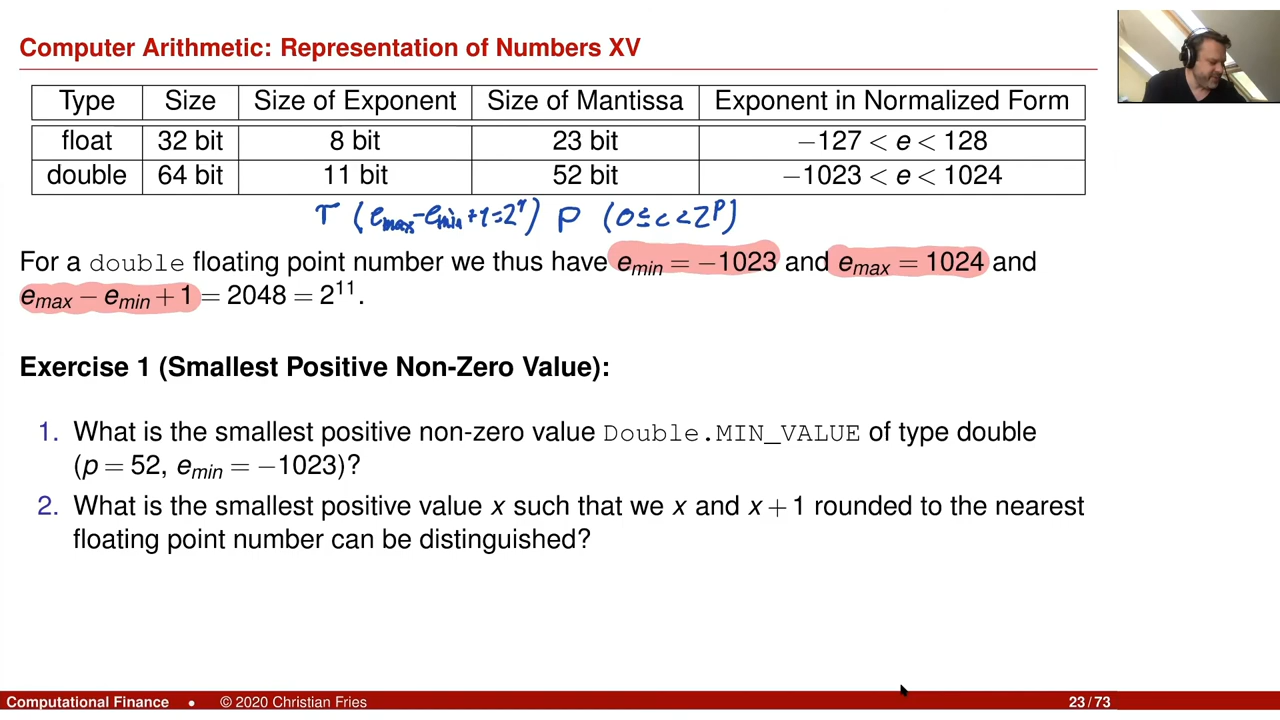 Computer Arithmetic: Representation of Numbers XV
Type Size Size of Exponent Size of Mantissa Exponent in Normalized Form
float 32 bit 8 bit 23 bit −127 < e < 128
double 64 bit 11 bit 52 bit −1023 < e < 1024
r (e_max − e_min + 1 = 2^r) p (0 ≤ c < 2^p)
For a double floating point number we thus have e_min = −1023 and e_max = 1024 and
e_max − e_min + 1 = 2048 = 2^11.
Exercise 1 (Smallest Positive Non-Zero Value):
1. What is the smallest positive non-zero value Double.MIN_VALUE of type double
(p = 52, e_min = −1023)?
2. What is the smallest positive value x such that we x and x + 1 rounded to the nearest
floating point number can be distinguished?
Computational Finance • © 2020 Christian Fries 23/73